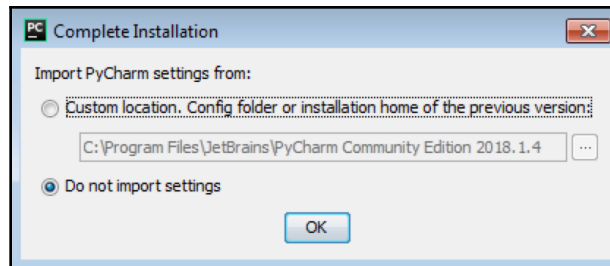 PC Complete Installation
Import PyCharm settings from:
Custom location. Config folder or installation home of the previous version:
C:\Program Files\JetBrains\PyCharm Community Edition 2018.1.4 ...
Do not import settings
OK